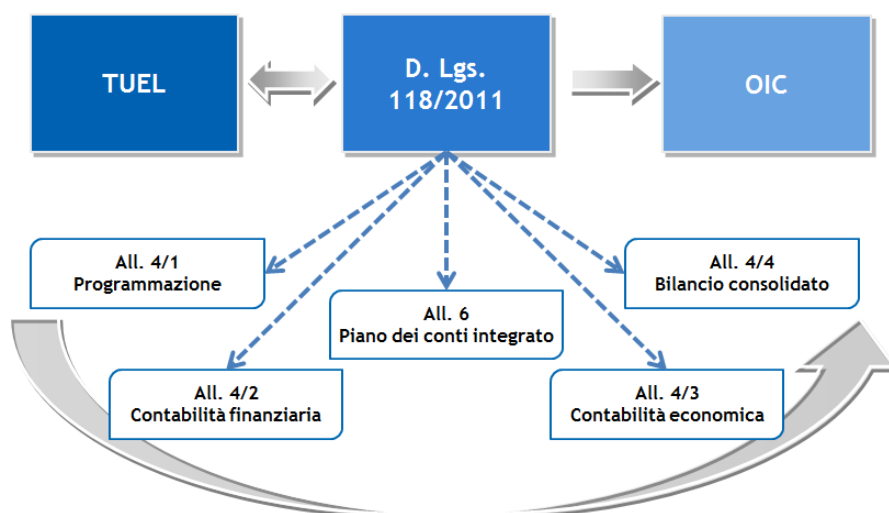 TUEL
D. Lgs.
118/2011
OIC
All. 4/1
Programmazione
All. 4/4
Bilancio consolidato
All. 6
Piano dei conti integrato
All. 4/2
Contabilità finanziaria
All. 4/3
Contabilità economica